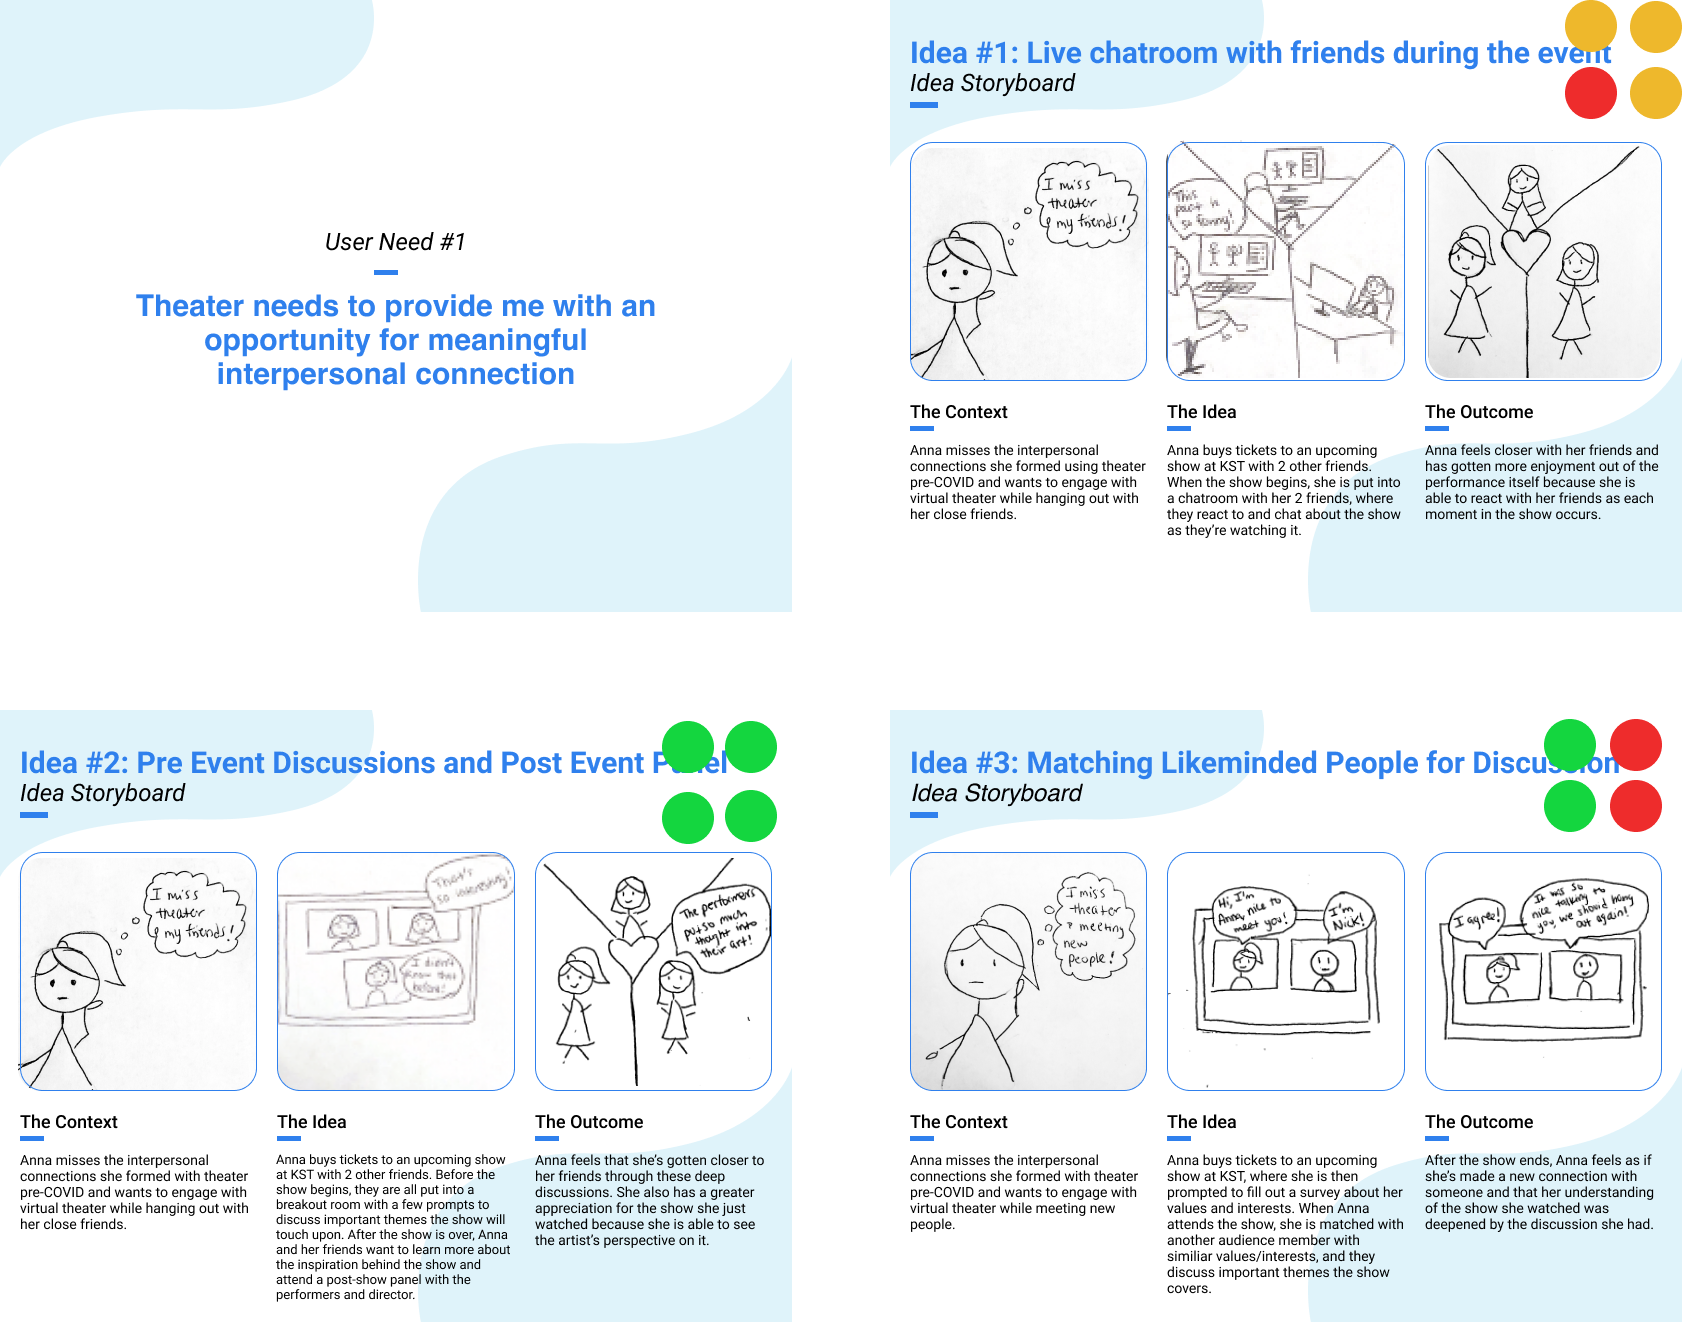 User Need #1
Theater needs to provide me with an
opportunity for meaningful
interpersonal connection
Idea #1: Live chatroom with friends during the event
Idea Storyboard
I miss
theater
& my friends!
This
part is
so funny!
The Context
Anna misses the interpersonal
connections she formed using theater
pre-COVID and wants to engage with
virtual theater while hanging out with
her close friends.
The Idea
Anna buys tickets to an upcoming
show at KST with 2 other friends.
When the show begins, she is put into
a chatroom with her 2 friends, where
they react to and chat about the show
as they’re watching it.
The Outcome
Anna feels closer with her friends and
has gotten more enjoyment out of the
performance itself because she is
able to react with her friends as each
moment in the show occurs.
Idea #2: Pre Event Discussions and Post Event Panel
Idea Storyboard
I miss
theater
& my friends!
That's
so interesting!
I didn't
know that
before!
The performers
put so much
thought into
their art!
The Context
Anna misses the interpersonal
connections she formed with theater
pre-COVID and wants to engage with
virtual theater while hanging out with
her close friends.
The Idea
Anna buys tickets to an upcoming show
at KST with 2 other friends. Before the
show begins, they are all put into a
breakout room with a few prompts to
discuss important themes the show will
touch upon. After the show is over, Anna
and her friends want to learn more about
the inspiration behind the show and
attend a post-show panel with the
performers and director.
The Outcome
Anna feels that she’s gotten closer to
her friends through these deep
discussions. She also has a greater
appreciation for the show she just
watched because she is able to see
the artist’s perspective on it.
Idea #3: Matching Likeminded People for Discussion
Idea Storyboard
I miss
theater
& meeting
new
people!
Hi, I'm
Anna, nice to
meet you!
I'm
Nick!
I agree!
It was so
nice talking to
you, we should hang
out again!
The Context
Anna misses the interpersonal
connections she formed with theater
pre-COVID and wants to engage with
virtual theater while meeting new
people.
The Idea
Anna buys tickets to an upcoming
show at KST, where she is then
prompted to fill out a survey about her
values and interests. When Anna
attends the show, she is matched with
another audience member with
similiar values/interests, and they
discuss important themes the show
covers.
The Outcome
After the show ends, Anna feels as if
she’s made a new connection with
someone and that her understanding
of the show she watched was
deepened by the discussion she had.